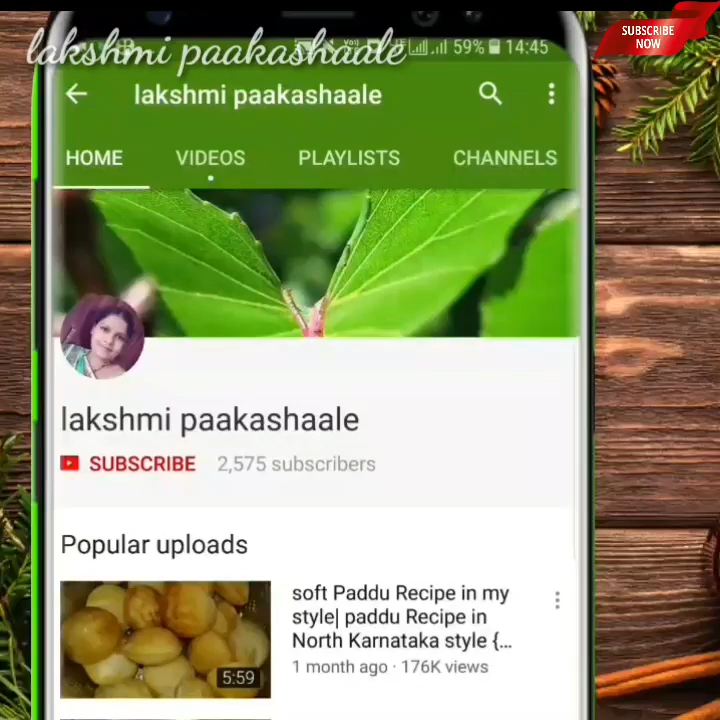 SUBSCRIBE
NOW
lakshmi paakashaale
59% 14:45
lakshmi paakashaale
HOME VIDEOS PLAYLISTS CHANNELS
lakshmi paakashaale
SUBSCRIBE 2,575 subscribers
Popular uploads
soft Paddu Recipe in my
style| paddu Recipe in
North Karnataka style {...
1 month ago · 176K views
5:59